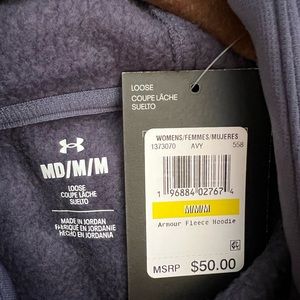 LOOSE
COUPE LÂCHE
SUELTO
MD/M/M
LOOSE
COUPE LÂCHE
SUELTO
MADE IN JORDAN
FABRIQUÉ EN JORDANIE
HECHO EN JORDANIA
WOMENS/FEMMES/MUJERES
1373070 AVY 558
1 96884 02767 4
M/M/M
Armour Fleece Hoodie
MSRP $50.00